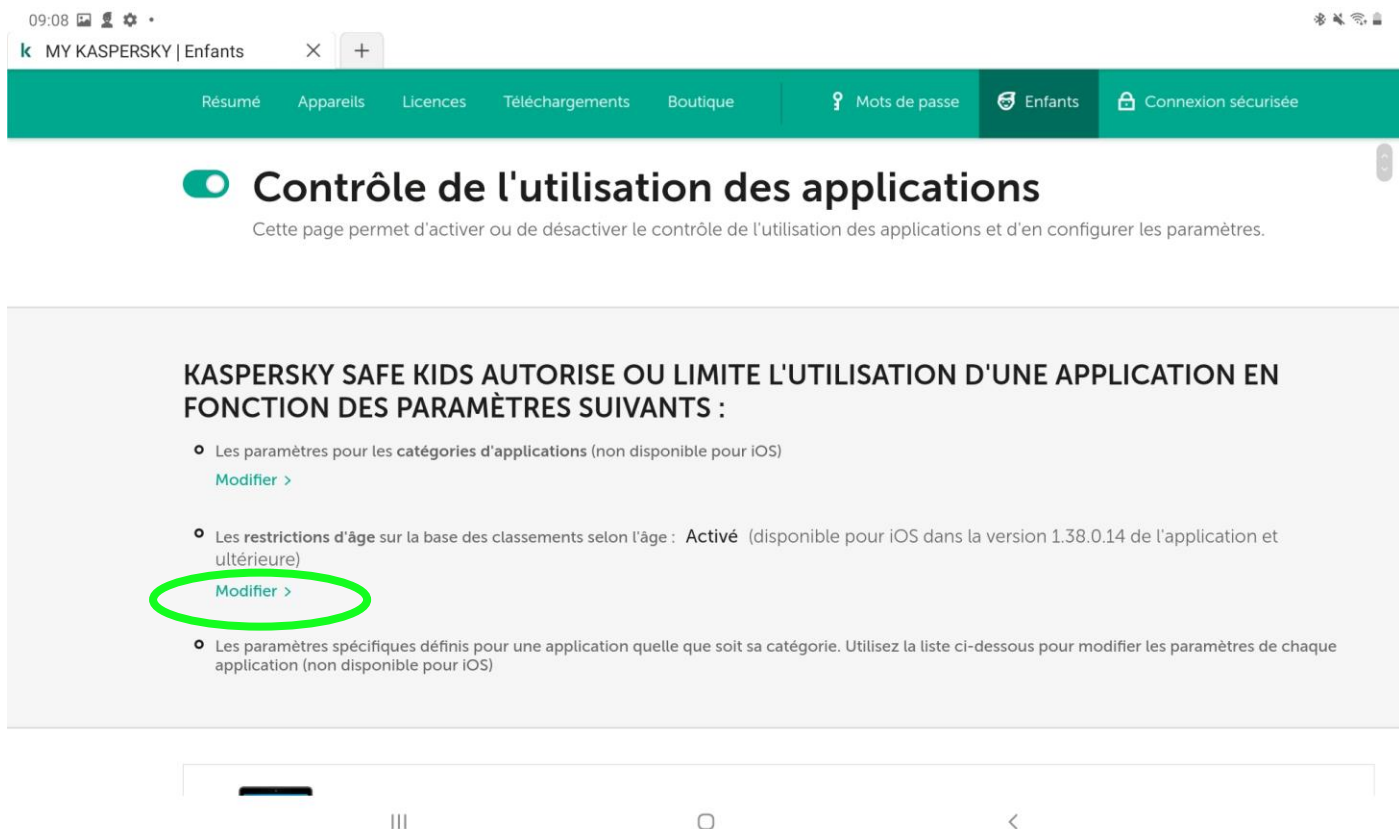 09:08
k MY KASPERSKY | Enfants
Résumé Appareils Licences Téléchargements Boutique Mots de passe Enfants Connexion sécurisée
Contrôle de l'utilisation des applications
Cette page permet d'activer ou de désactiver le contrôle de l'utilisation des applications et d'en configurer les paramètres.
KASPERSKY SAFE KIDS AUTORISE OU LIMITE L'UTILISATION D'UNE APPLICATION EN
FONCTION DES PARAMÈTRES SUIVANTS :
Les paramètres pour les catégories d'applications (non disponible pour iOS)
Modifier >
Les restrictions d'âge sur la base des classements selon l'âge : Activé (disponible pour iOS dans la version 1.38.0.14 de l'application et
ultérieure)
Modifier >
Les paramètres spécifiques définis pour une application quelle que soit sa catégorie. Utilisez la liste ci-dessous pour modifier les paramètres de chaque
application (non disponible pour iOS)